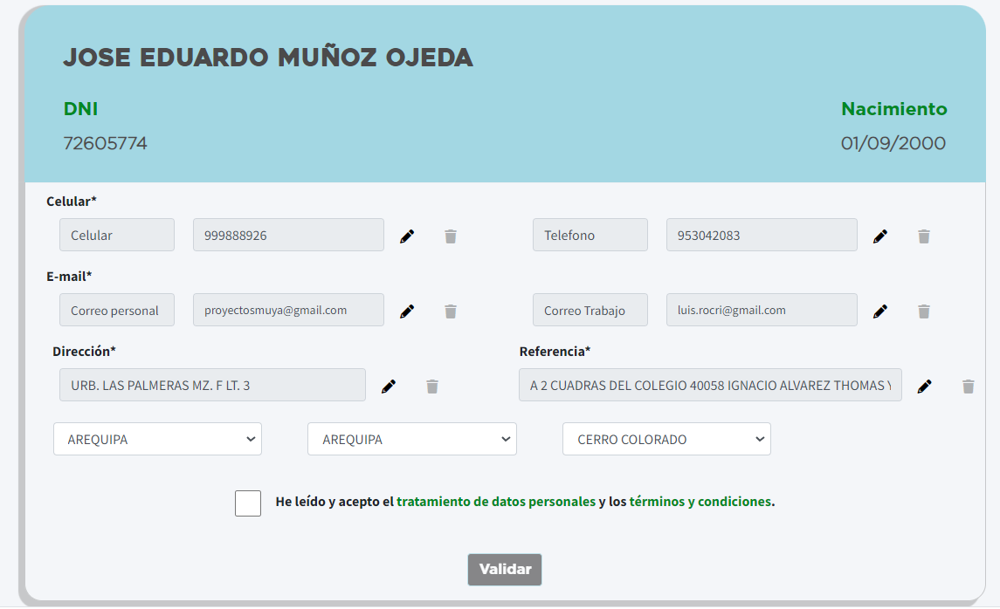 JOSE EDUARDO MUÑOZ OJEDA
DNI
Nacimiento
72605774
01/09/2000
Celular*
Celular
999888926
Telefono
953042083
E-mail*
Correo personal
proyectosmuya@gmail.com
Correo Trabajo
luis.rocri@gmail.com
Dirección*
Referencia*
URB. LAS PALMERAS MZ. F LT. 3
A 2 CUADRAS DEL COLEGIO 40058 IGNACIO ALVAREZ THOMAS Y
AREQUIPA
AREQUIPA
CERRO COLORADO
He leído y acepto el tratamiento de datos personales y los términos y condiciones.
Validar